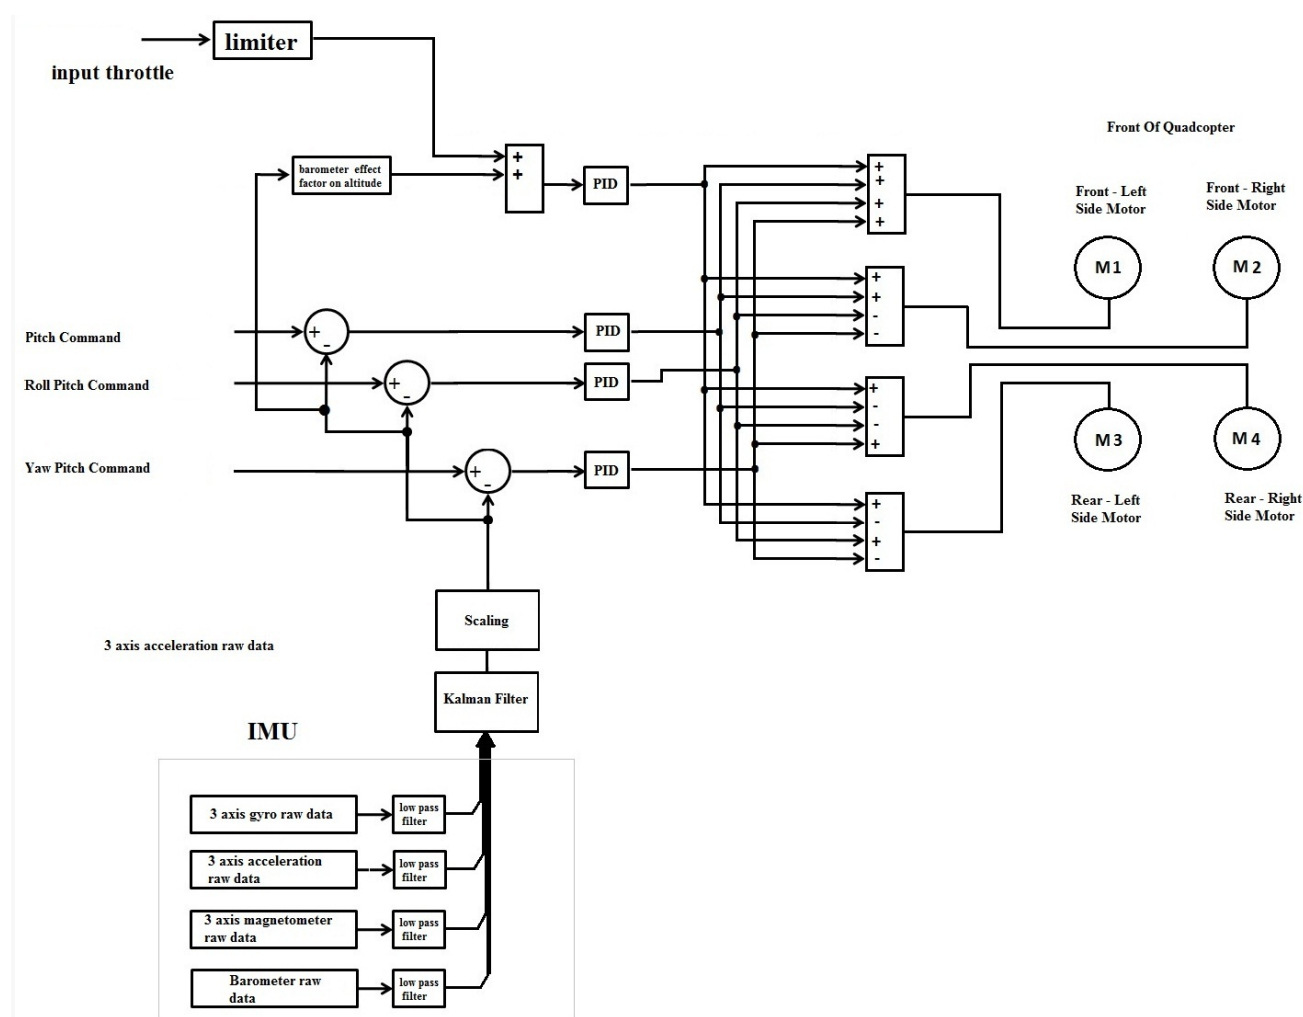 limiter
input throttle
Front Of Quadcopter
+
+
barometer effect
factor on altitude
PID
+
+
+
+
Front - Left
Side Motor
Front - Right
Side Motor
M1
M2
+
+
-
-
Pitch Command
+
-
PID
Roll Pitch Command
+
-
PID
+
-
-
+
M3
M4
Yaw Pitch Command
+
-
PID
Rear - Left
Side Motor
Rear - Right
Side Motor
+
-
+
-
Scaling
3 axis acceleration raw data
Kalman Filter
IMU
3 axis gyro raw data
low pass
filter
3 axis acceleration
raw data
low pass
filter
3 axis magnetometer
raw data
low pass
filter
Barometer raw
data
low pass
filter